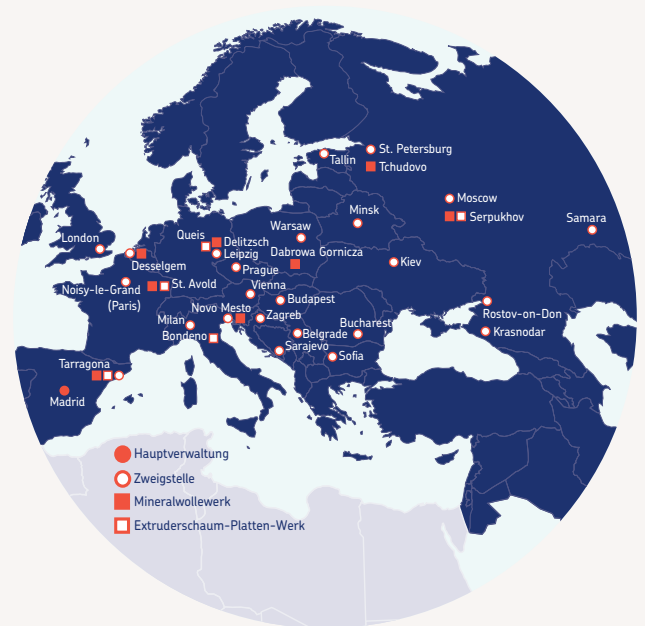 St. Petersburg
Tallin
Tchudovo
Moscow
Minsk
Serpukhov
Samara
London
Queis
Warsaw
Delitzsch
Leipzig
Dabrowa Gornicza
Desselgem
Prague
Kiev
Noisy-le-Grand
(Paris)
St. Avold
Vienna
Budapest
Novo Mesto
Zagreb
Rostov-on-Don
Milan
Bondeno
Belgrade
Bucharest
Krasnodar
Sarajevo
Sofia
Tarragona
Madrid
Hauptverwaltung
Zweigstelle
Mineralwollewerk
Extruderschaum-Platten-Werk